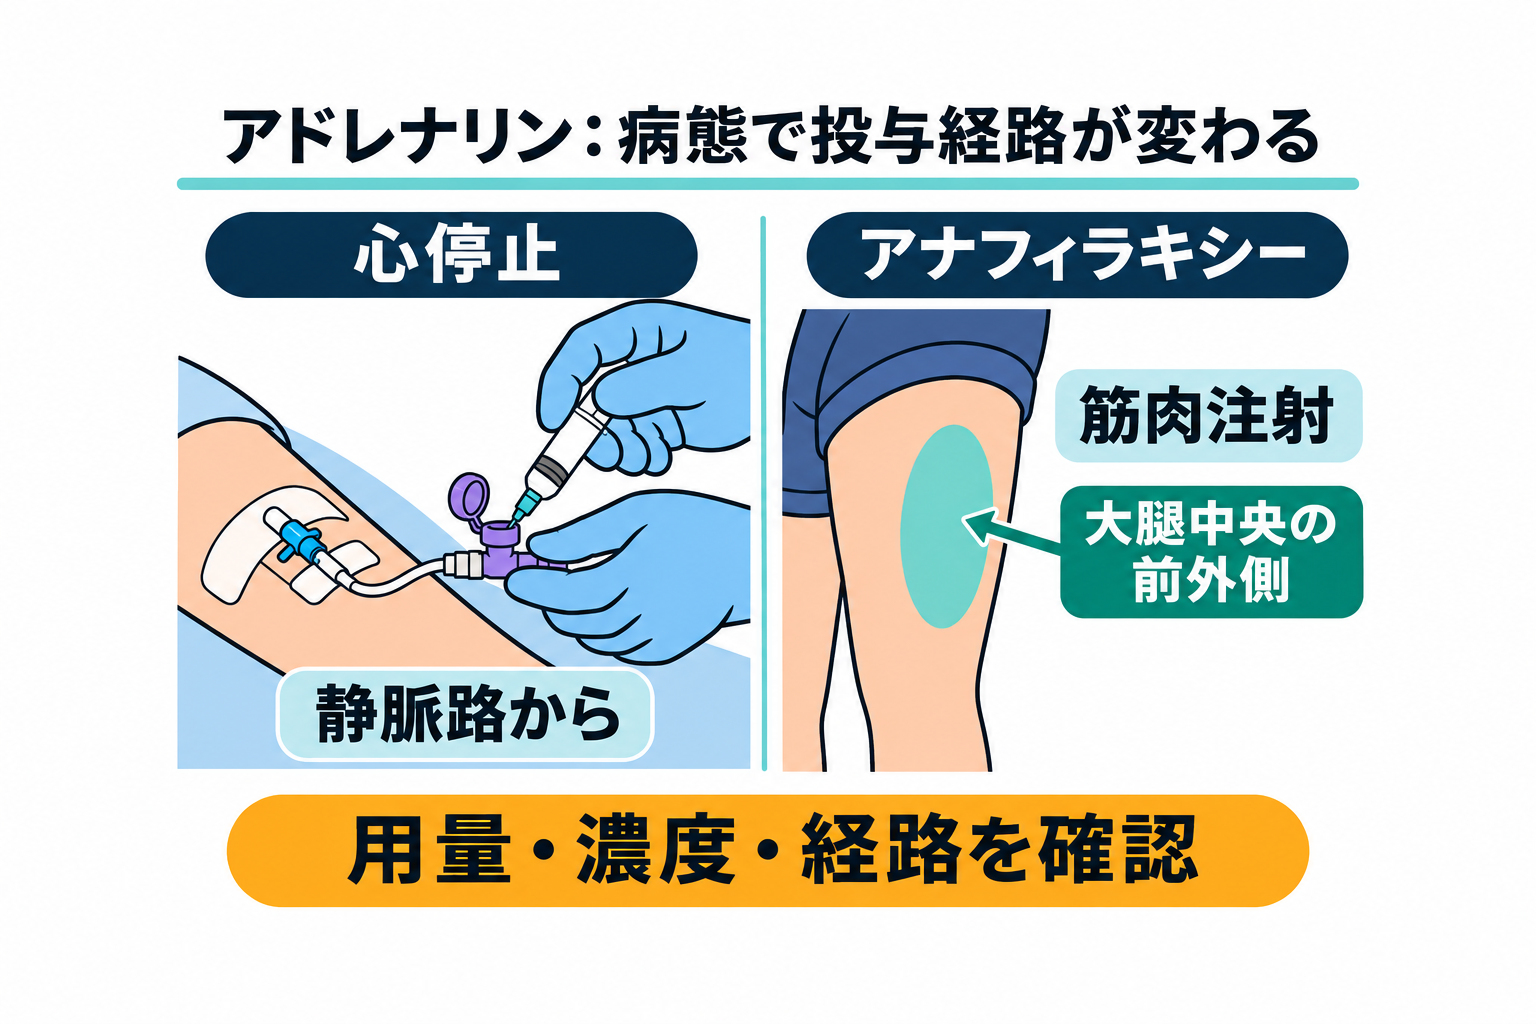 アドレナリン：病態で投与経路が変わる
心停止
静脈路から
アナフィラキシー
筋肉注射
大腿中央の
前外側
用量・濃度・経路を確認